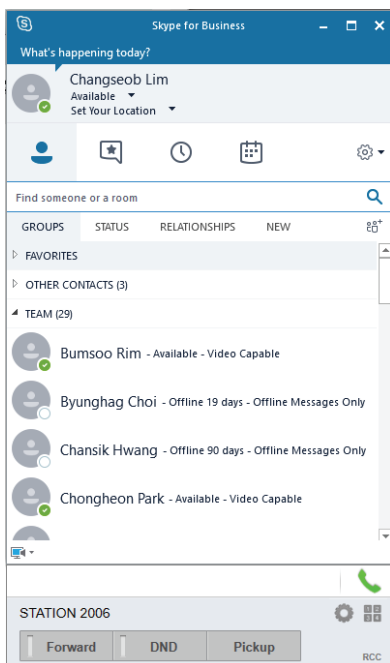 Skype for Business
What's happening today?
Changseob Lim
Available
Set Your Location
Find someone or a room
GROUPS STATUS RELATIONSHIPS NEW
FAVORITES
OTHER CONTACTS (3)
TEAM (29)
Bumsoo Rim - Available - Video Capable
Byunghag Choi - Offline 19 days - Offline Messages Only
Chansik Hwang - Offline 90 days - Offline Messages Only
Chongheon Park - Available - Video Capable
STATION 2006
Forward DND Pickup
RCC